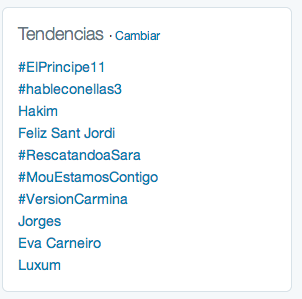 Tendencias · Cambiar
#ElPrincipe11
#hableconellas3
Hakim
Feliz Sant Jordi
#RescatandoaSara
#MouEstamosContigo
#VersionCarmina
Jorges
Eva Carneiro
Luxum